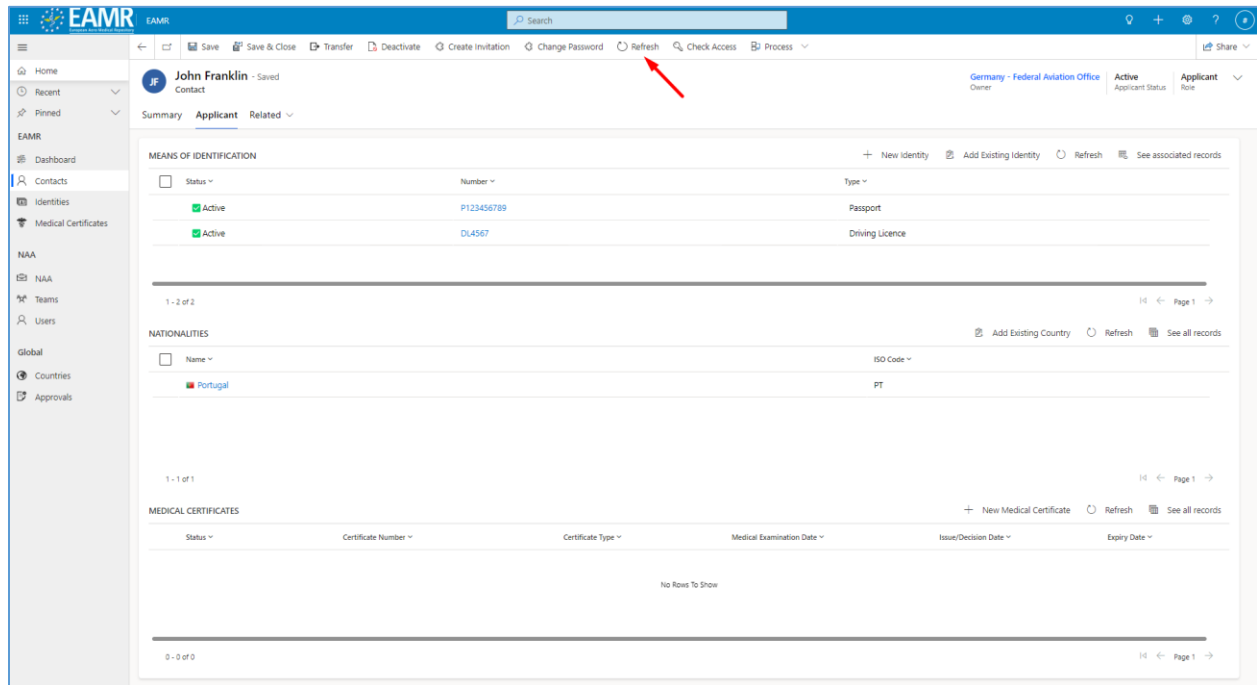 EAMR EAMR Search ?
European Aero-Medical Repository
Save Save & Close Transfer Deactivate Create Invitation Change Password Refresh Check Access Process Share
Home
Recent
Pinned
EAMR
Dashboard
Contacts
Identities
Medical Certificates
NAA
NAA
Teams
Users
Global
Countries
Approvals
JF John Franklin - Saved
Contact
Germany - Federal Aviation Office Active Applicant
Owner Applicant Status Role
Summary Applicant Related
MEANS OF IDENTIFICATION New Identity Add Existing Identity Refresh See associated records
Status Number Type
Active P123456789 Passport
Active DL4567 Driving Licence
1 - 2 of 2 Page 1
NATIONALITIES Add Existing Country Refresh See all records
Name ISO Code
Portugal PT
1 - 1 of 1 Page 1
MEDICAL CERTIFICATES New Medical Certificate Refresh See all records
Status Certificate Number Certificate Type Medical Examination Date Issue/Decision Date Expiry Date
No Rows To Show
0 - 0 of 0 Page 1